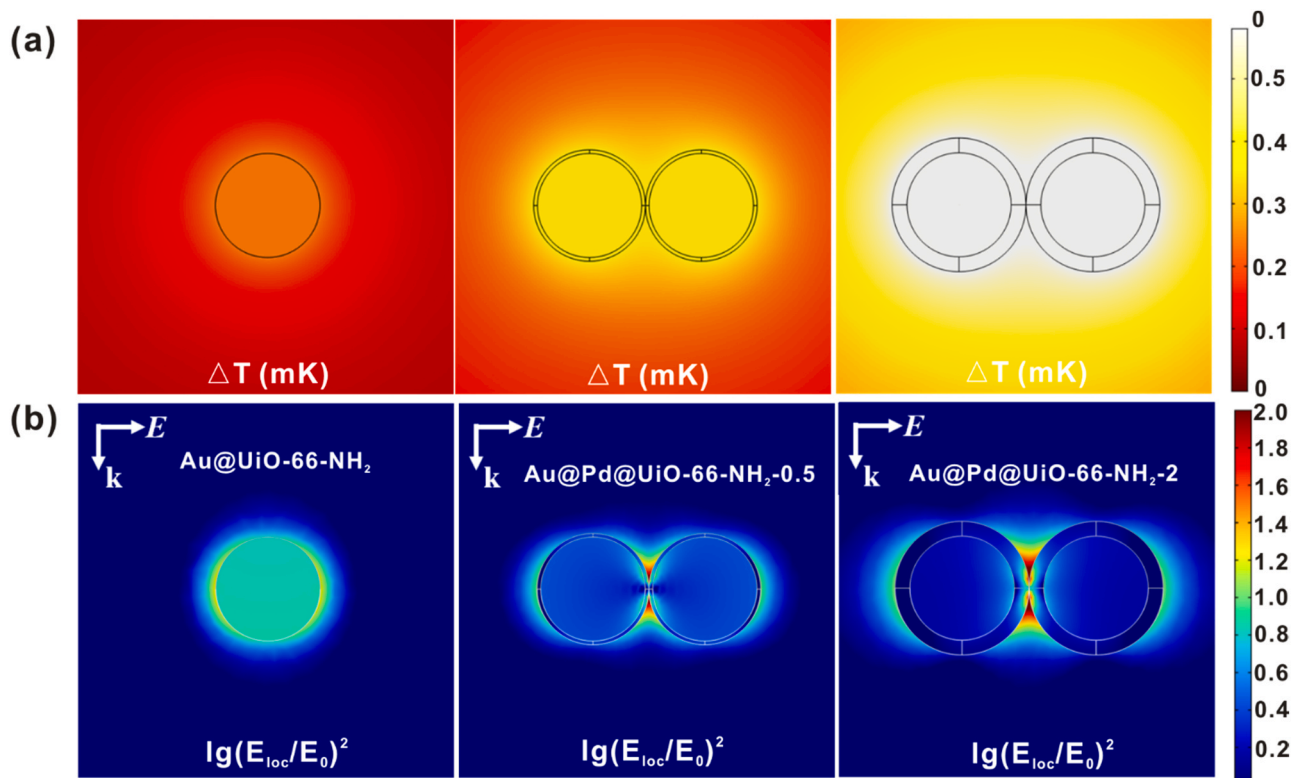 (a)
△T (mK)
△T (mK)
△T (mK)
0
0.5
0.4
0.3
0.2
0.1
0
(b)
E
k
Au@UiO-66-NH₂
lg(E_loc/E₀)²
E
k
Au@Pd@UiO-66-NH₂-0.5
lg(E_loc/E₀)²
E
k
Au@Pd@UiO-66-NH₂-2
lg(E_loc/E₀)²
2.0
1.8
1.6
1.4
1.2
1.0
0.8
0.6
0.4
0.2